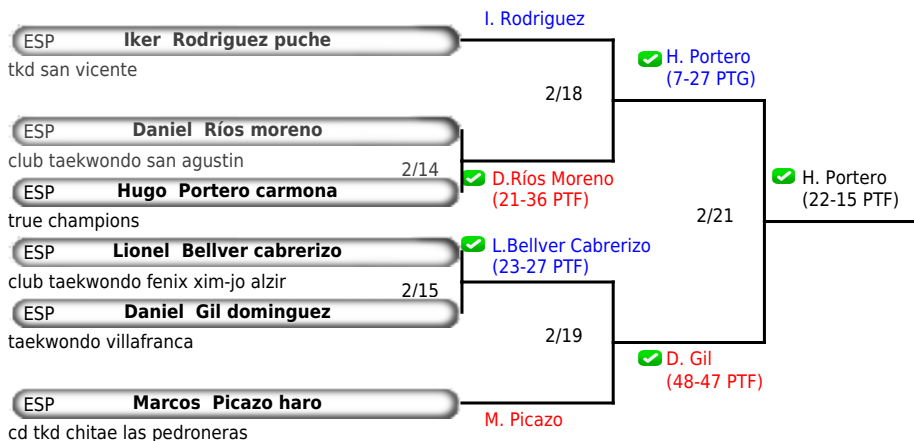 I. Rodriguez
ESP Iker Rodriguez puche
tkd san vicente
H. Portero
(7-27 PTG)
2/18
ESP Daniel Ríos moreno
club taekwondo san agustin
2/14
ESP Hugo Portero carmona
true champions
D.Ríos Moreno
(21-36 PTF)
H. Portero
(22-15 PTF)
2/21
ESP Lionel Bellver cabrerizo
club taekwondo fenix xim-jo alzir
L.Bellver Cabrerizo
(23-27 PTF)
2/15
ESP Daniel Gil dominguez
taekwondo villafranca
2/19
D. Gil
(48-47 PTF)
ESP Marcos Picazo haro
cd tkd chitae las pedroneras
M. Picazo